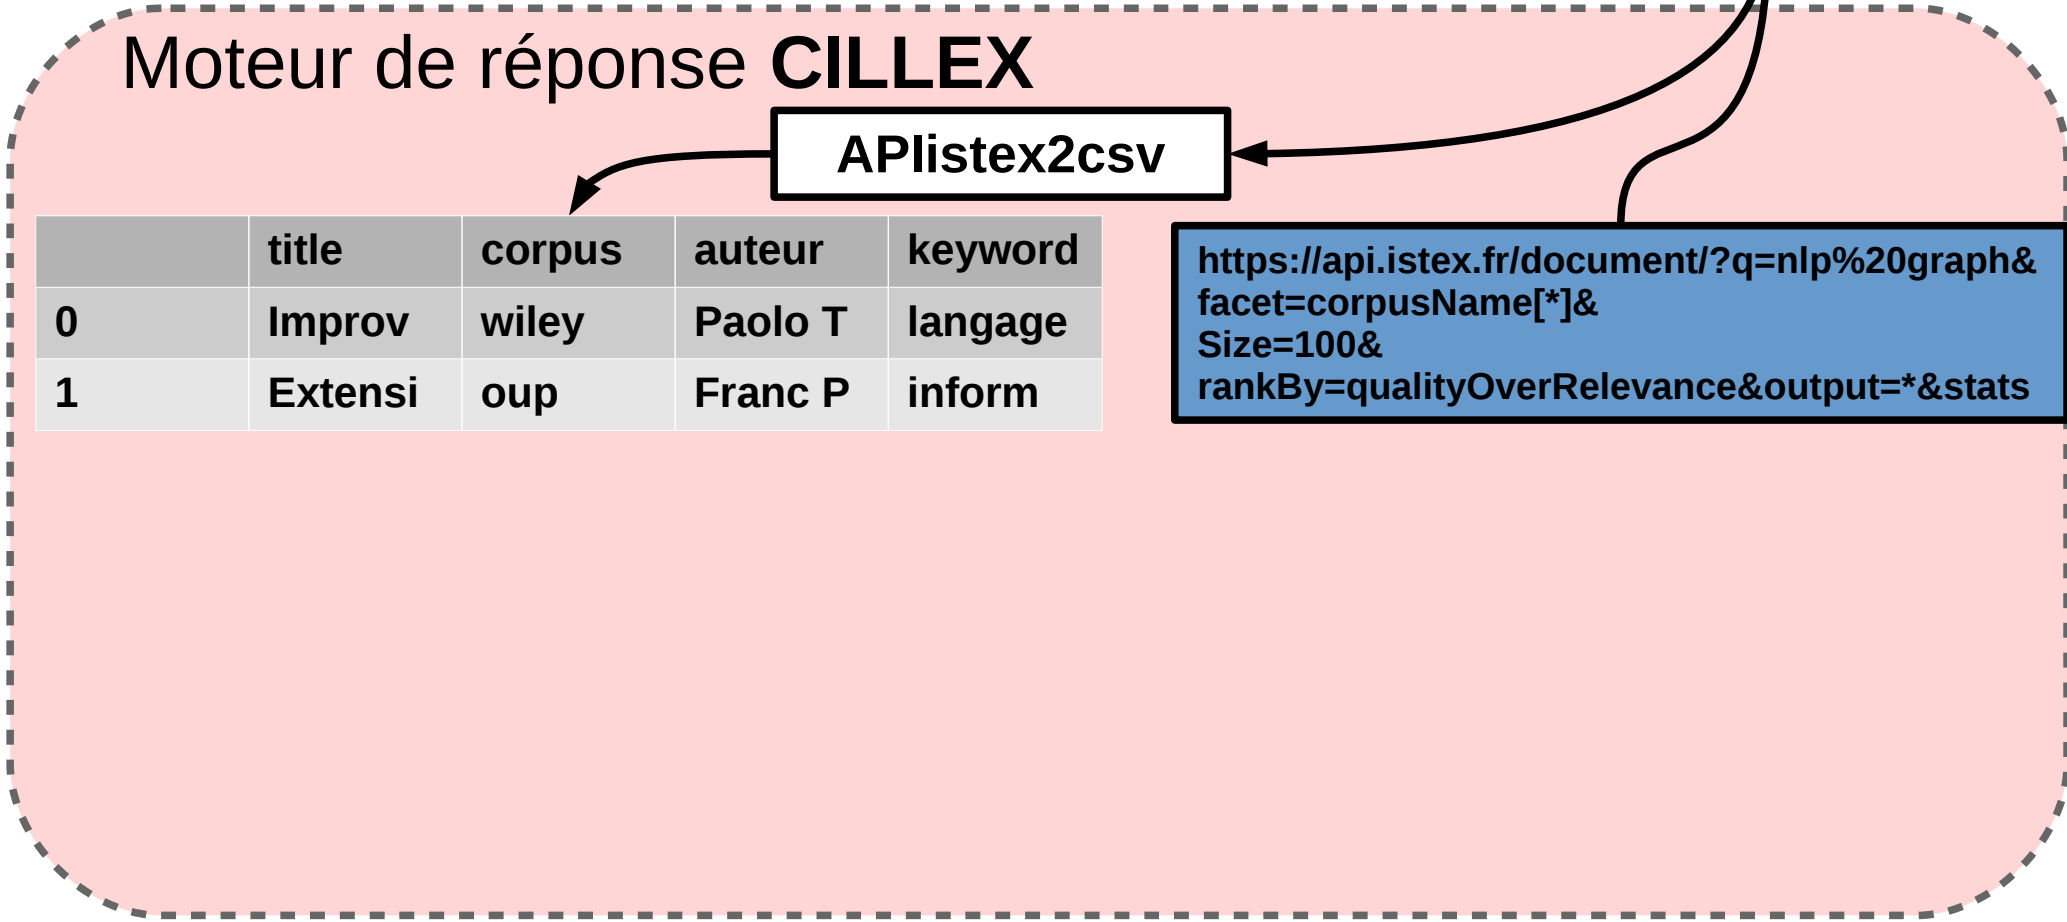 Moteur de réponse CILLEX
APIistex2csv
title corpus auteur keyword
0 Improv wiley Paolo T langage
1 Extensi oup Franc P inform
https://api.istex.fr/document/?q=nlp%20graph&
facet=corpusName[*]&
Size=100&
rankBy=qualityOverRelevance&output=*&stats